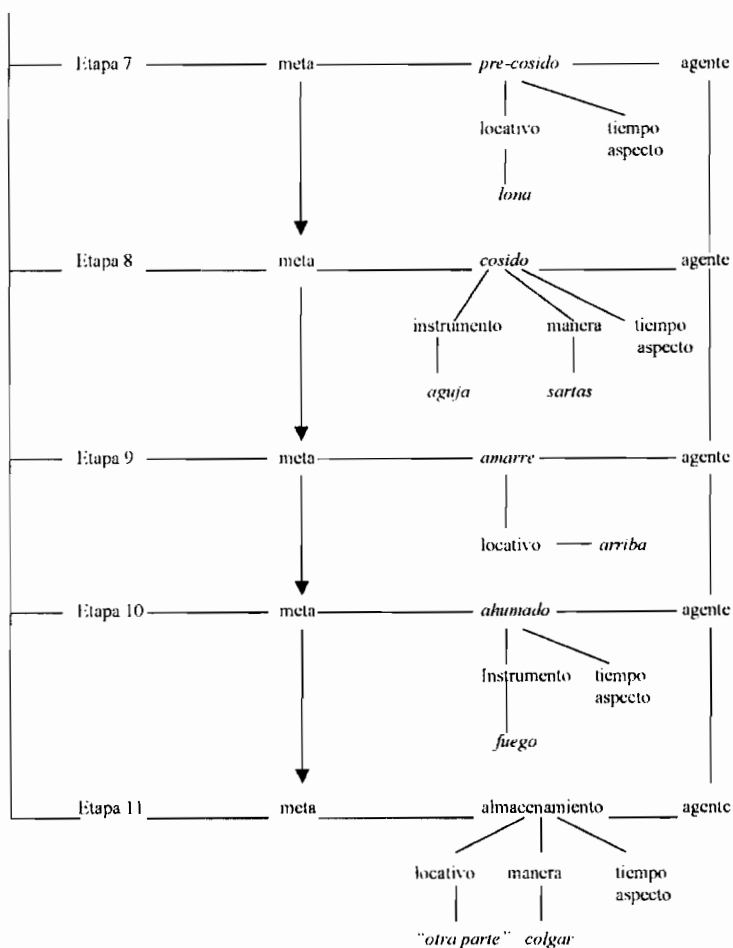 Etapa 7 meta pre-cosido agente
locativo tiempo
aspecto
lona
Etapa 8 meta cosido agente
instrumento manera tiempo
aspecto
aguja sartas
Etapa 9 meta amarre agente
locativo arriba
Etapa 10 meta ahumado agente
Instrumento tiempo
aspecto
fuego
Etapa 11 meta almacenamiento agente
locativo manera tiempo
aspecto
"otra parte" colgar